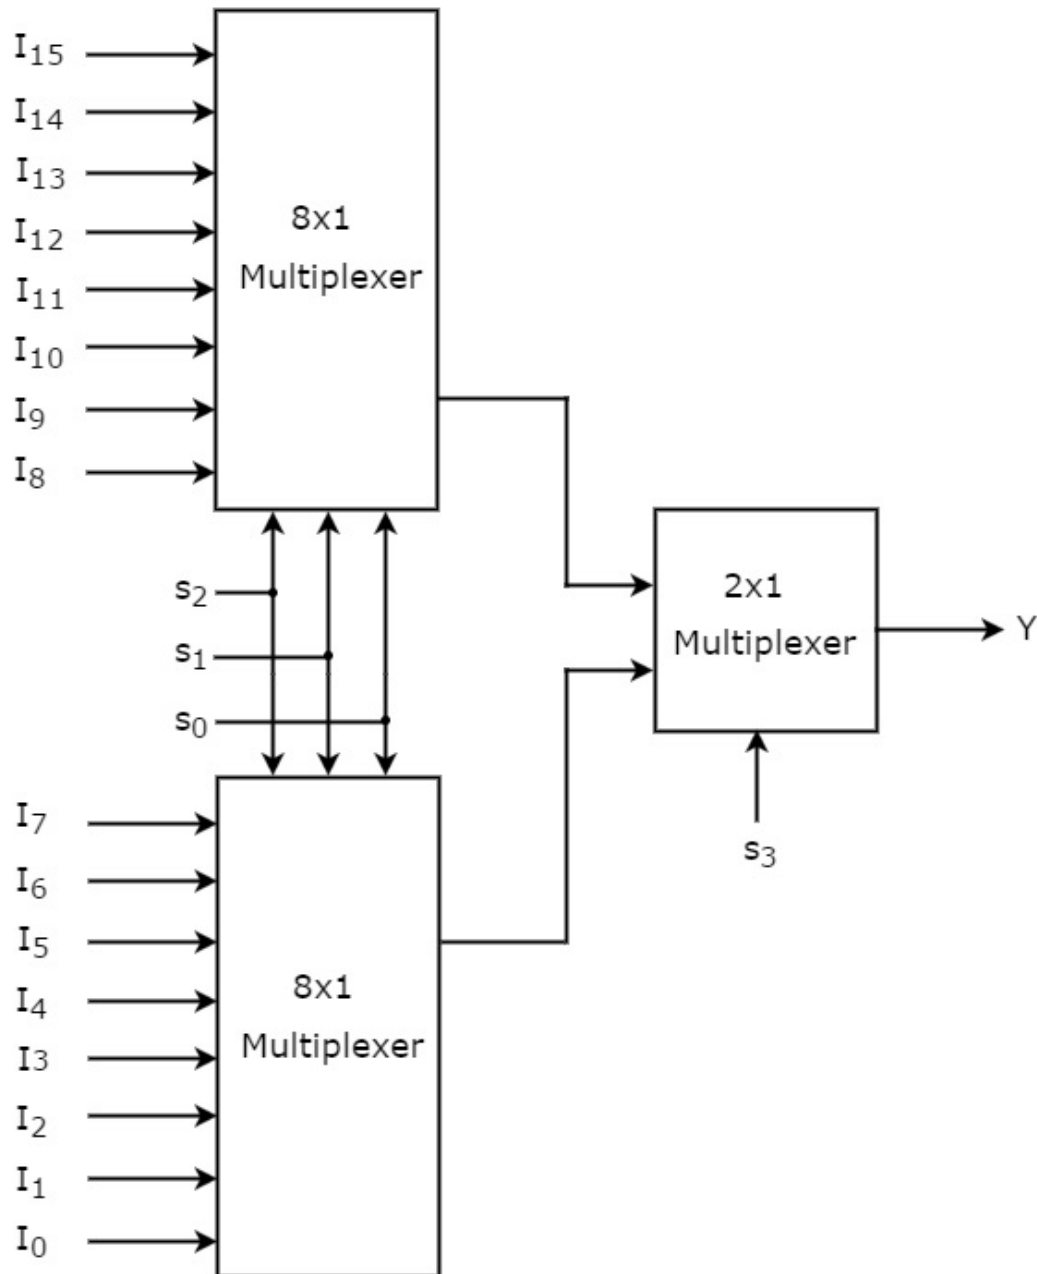 I15
I14
I13
I12
I11
I10
I9
I8
8x1
Multiplexer
s2
s1
s0
2x1
Multiplexer
Y
s3
I7
I6
I5
I4
I3
I2
I1
I0
8x1
Multiplexer